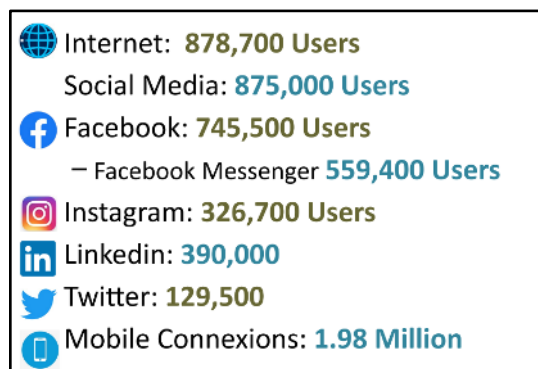 Internet: 878,700 Users
Social Media: 875,000 Users
Facebook: 745,500 Users
– Facebook Messenger 559,400 Users
Instagram: 326,700 Users
in Linkedin: 390,000
Twitter: 129,500
Mobile Connexions: 1.98 Million